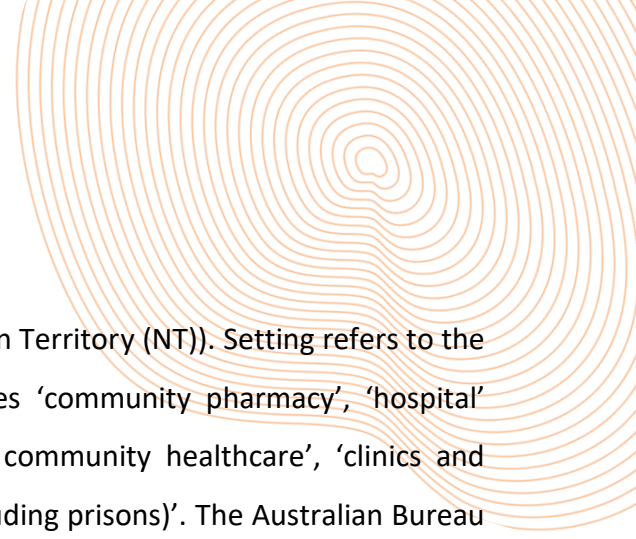 n Territory (NT)). Setting refers to the
es ‘community pharmacy’, ‘hospital’
community healthcare’, ‘clinics and
uding prisons)’. The Australian Bureau